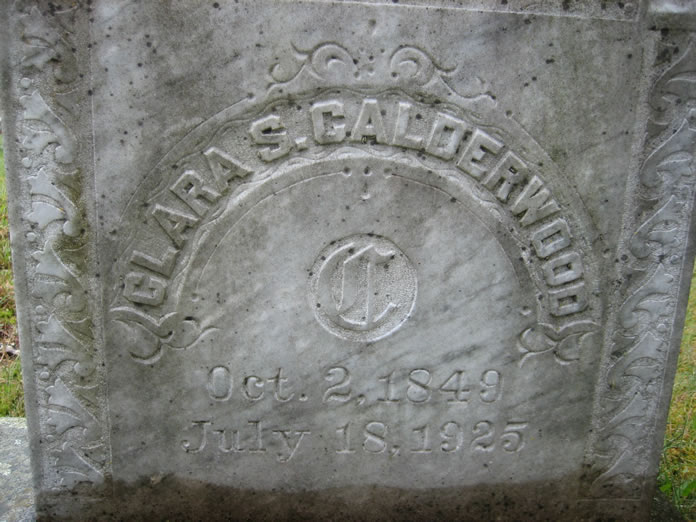 CLARA S. CALDERWOOD
C
Oct. 2, 1849
July 18, 1925